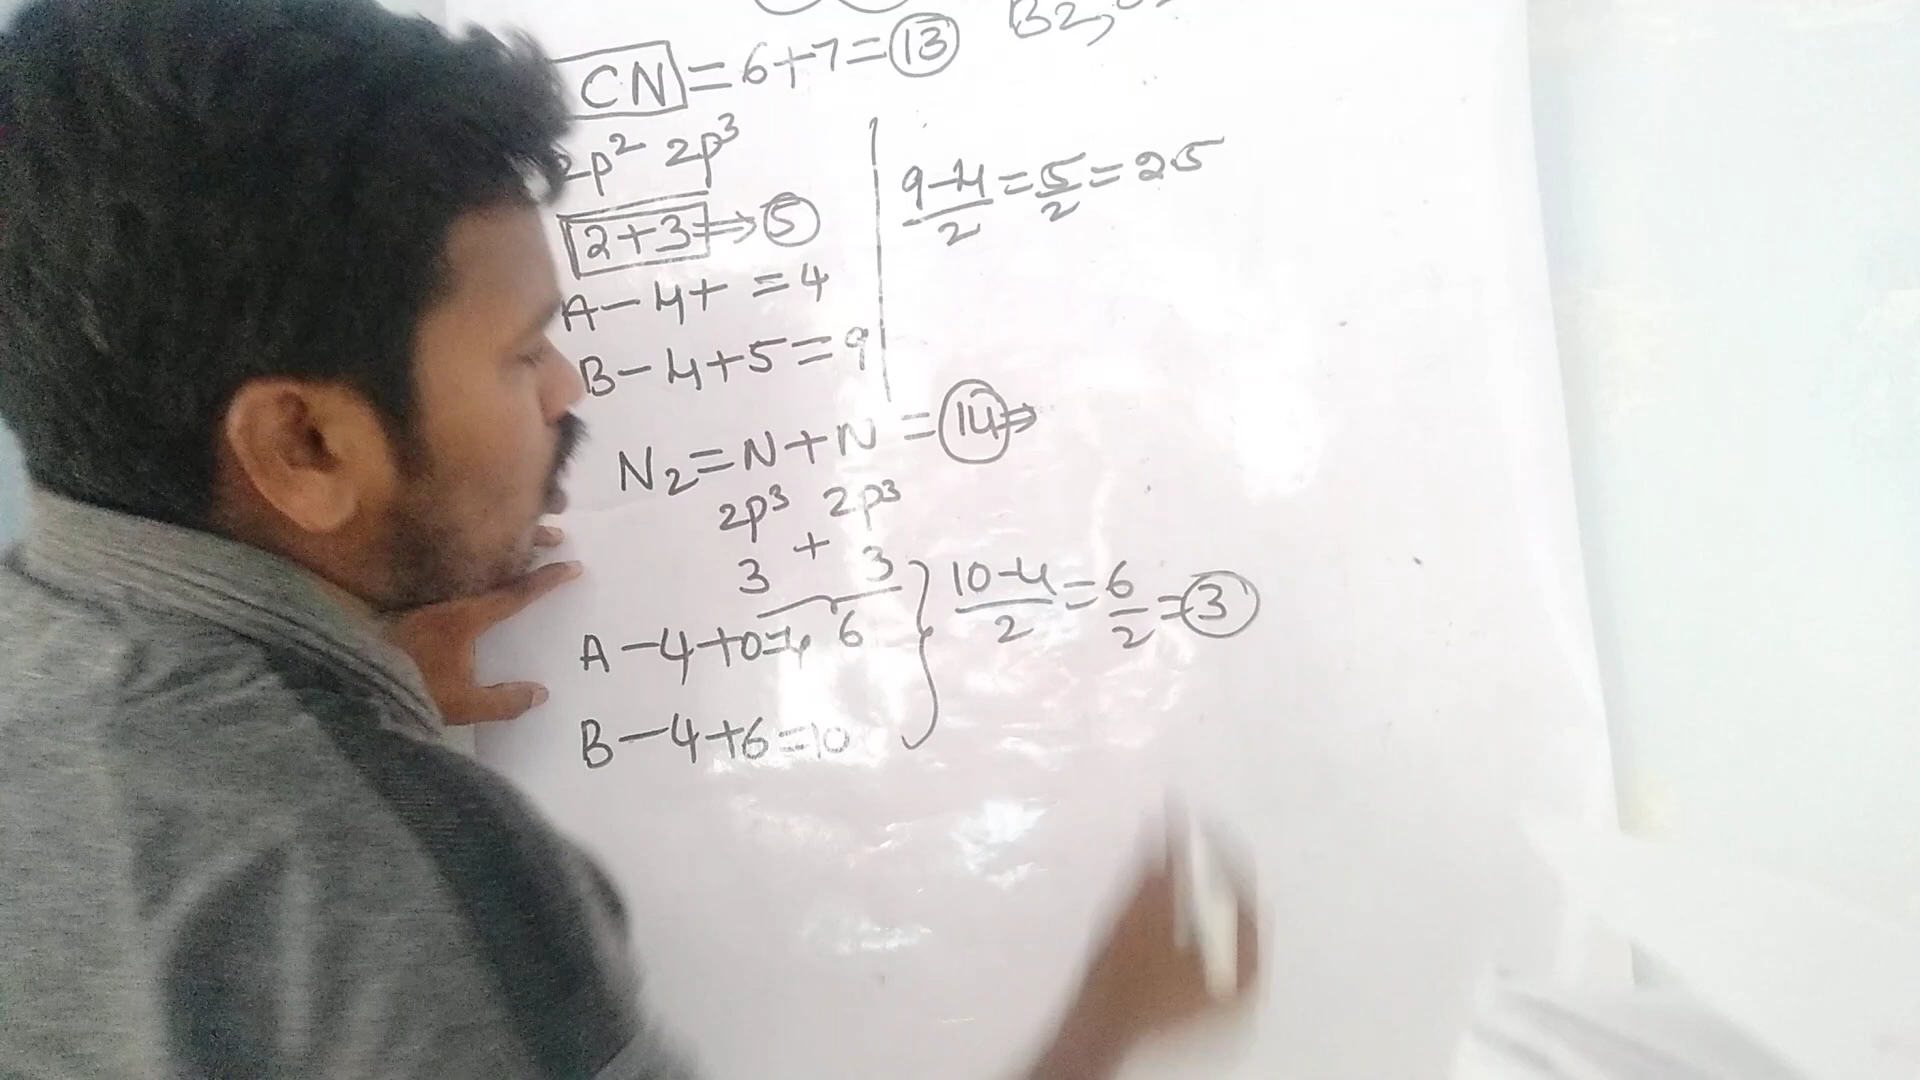 CN = 6+7 = 13
2p² 2p³
2+3 ⇒ 5
A - 4+ = 4
B - 4+5 = 9
9-4/2 = 5/2 = 2.5
N₂ = N+N = 14 ⇒
2p³ 2p³
3 + 3
6
A - 4+0=4
B - 4+6=10
10-4/2 = 6/2 = 3